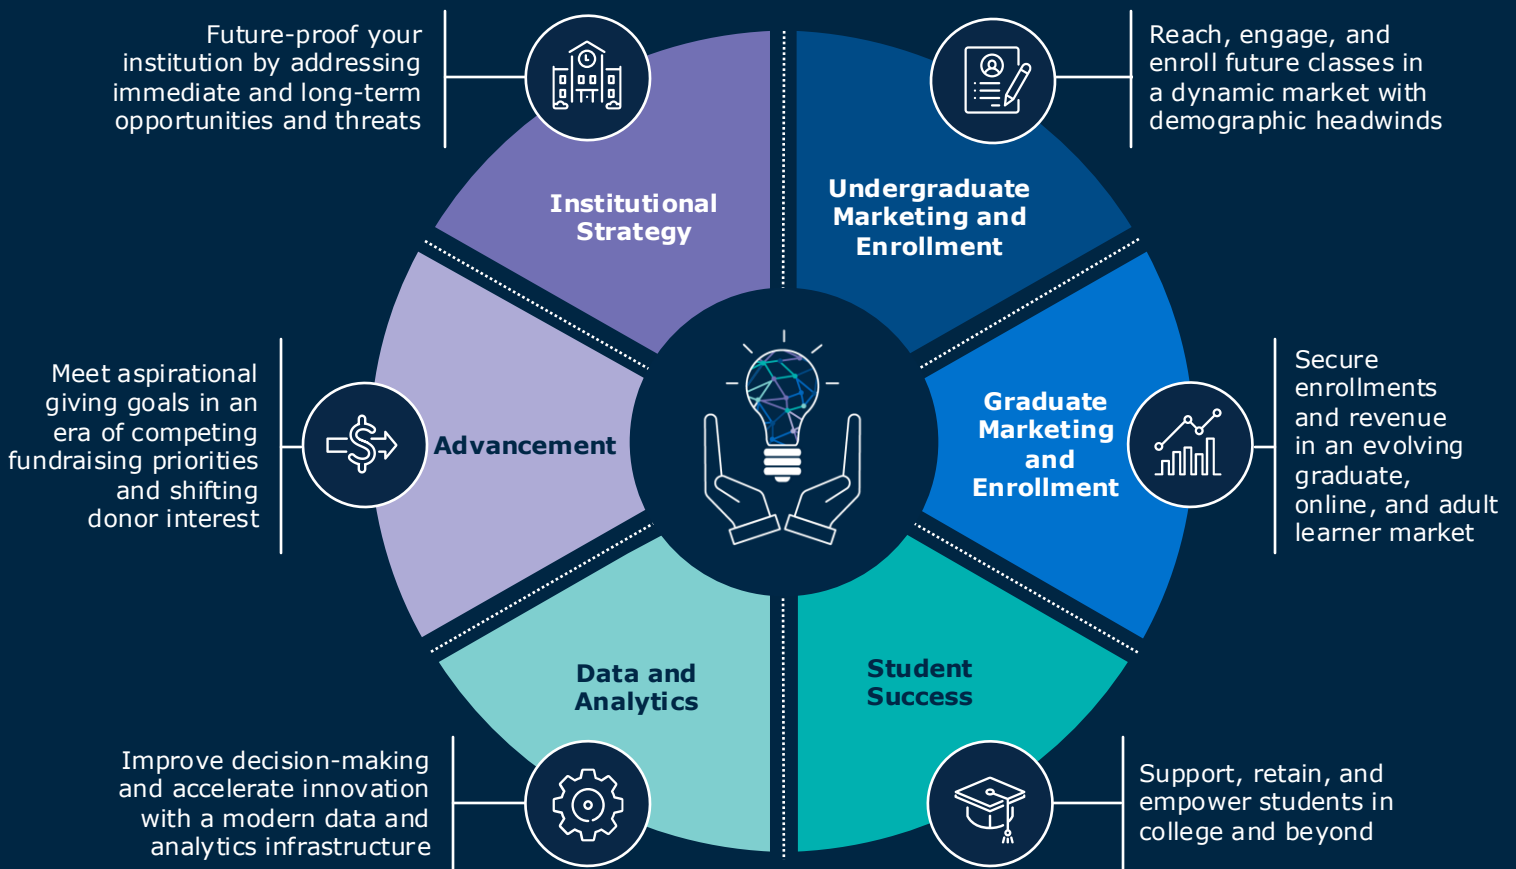 Future-proof your
institution by addressing
immediate and long-term
opportunities and threats
Institutional
Strategy
Reach, engage, and
enroll future classes in
a dynamic market with
demographic headwinds
Undergraduate
Marketing and
Enrollment
Secure
enrollments
and revenue
in an evolving
graduate,
online, and adult
learner market
Graduate
Marketing
and
Enrollment
Support, retain, and
empower students in
college and beyond
Student
Success
Improve decision-making
and accelerate innovation
with a modern data and
analytics infrastructure
Data and
Analytics
Meet aspirational
giving goals in an
era of competing
fundraising priorities
and shifting
donor interest
Advancement